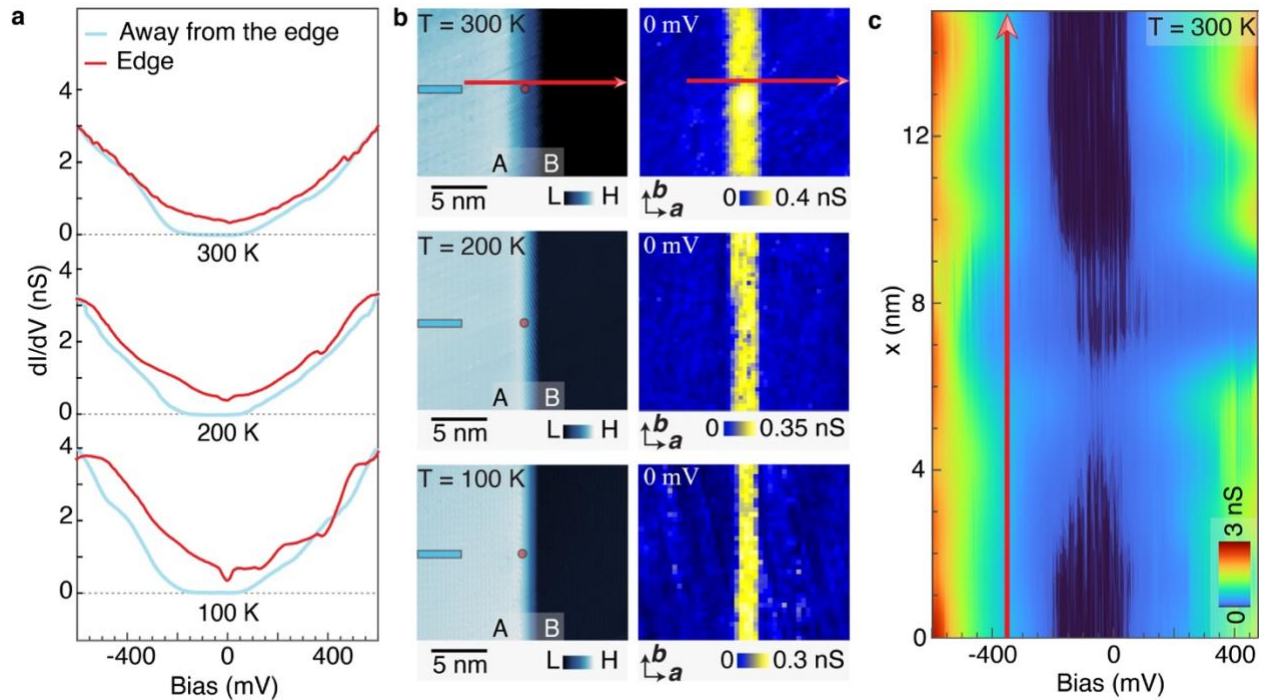 a
Away from the edge
Edge
4
2
0
300 K
4
2
0
200 K
4
2
0
100 K
-400 0 400
Bias (mV)
dI/dV (nS)
b
T = 300 K
A B
5 nm
L H
0 mV
b
a
0 0.4 nS
T = 200 K
A B
5 nm
L H
0 mV
b
a
0 0.35 nS
T = 100 K
A B
5 nm
L H
0 mV
b
a
0 0.3 nS
c
T = 300 K
12
8
4
0
x (nm)
0 3 nS
-400 0 400
Bias (mV)